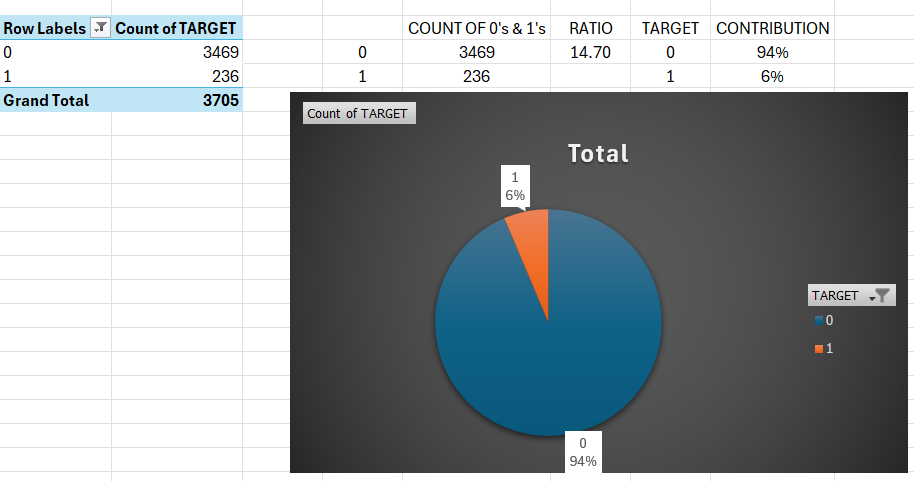 Row Labels Count of TARGET COUNT OF 0's & 1's RATIO TARGET CONTRIBUTION
0 3469 0 3469 14.70 0 94%
1 236 1 236 1 6%
Grand Total 3705
Count of TARGET
Total
1
6%
TARGET
0
1
0
94%